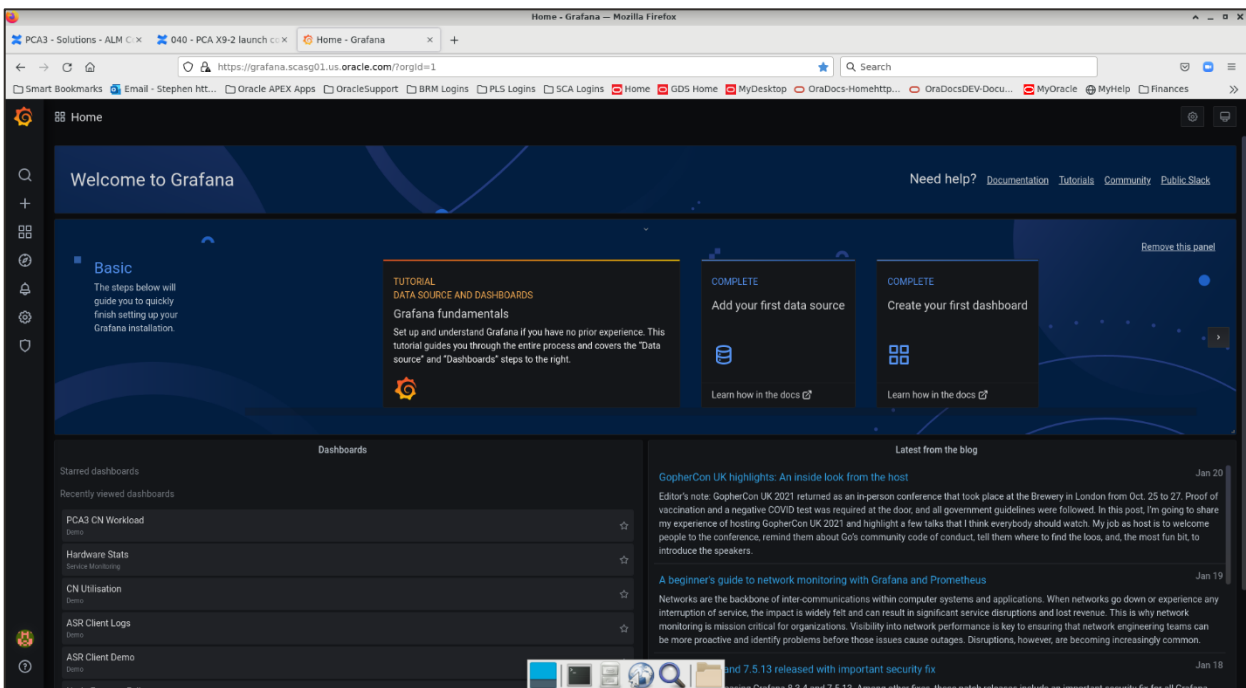 Home - Grafana — Mozilla Firefox
PCA3 - Solutions - ALM
040 - PCA X9-2 launch
Home - Grafana
https://grafana.scasg01.us.oracle.com/?orgId=1
Search
Smart Bookmarks Email - Stephen htt... Oracle APEX Apps OracleSupport BRM Logins PLS Logins SCA Logins Home GDS Home MyDesktop OraDocs-Homehttp... OraDocsDEV-Docu... MyOracle MyHelp Finances
Home
Welcome to Grafana
Need help? Documentation Tutorials Community Public Slack
Remove this panel
Basic
The steps below will
guide you to quickly
finish setting up your
Grafana installation.
TUTORIAL
DATA SOURCE AND DASHBOARDS
Grafana fundamentals
Set up and understand Grafana if you have no prior experience. This
tutorial guides you through the entire process and covers the "Data
source" and "Dashboards" steps to the right.
COMPLETE
Add your first data source
Learn how in the docs
COMPLETE
Create your first dashboard
Learn how in the docs
Dashboards
Starred dashboards
Recently viewed dashboards
PCA3 CN Workload
Demo
Hardware Stats
Service Monitoring
CN Utilisation
Demo
ASR Client Logs
Demo
ASR Client Demo
Demo
Latest from the blog
GopherCon UK highlights: An inside look from the host
Jan 20
Editor's note: GopherCon UK 2021 returned as an in-person conference that took place at the Brewery in London from Oct. 25 to 27. Proof of
vaccination and a negative COVID test was required at the door, and all government guidelines were followed. In this post, I'm going to share
my experience of hosting GopherCon UK 2021 and highlight a few talks that I think everybody should watch. My job as host is to welcome
people to the conference, remind them about Go's community code of conduct, tell them where to find the loos, and, the most fun bit, to
introduce the speakers.
A beginner's guide to network monitoring with Grafana and Prometheus
Jan 19
Networks are the backbone of inter-communications within computer systems and applications. When networks go down or experience any
interruption of service, the impact is widely felt and can result in significant service disruptions and lost revenue. This is why network
monitoring is mission critical for organizations. Visibility into network performance is key to ensuring that network engineering teams can
be more proactive and identify problems before those issues cause outages. Disruptions, however, are becoming increasingly common.
and 7.5.13 released with important security fix
Jan 18